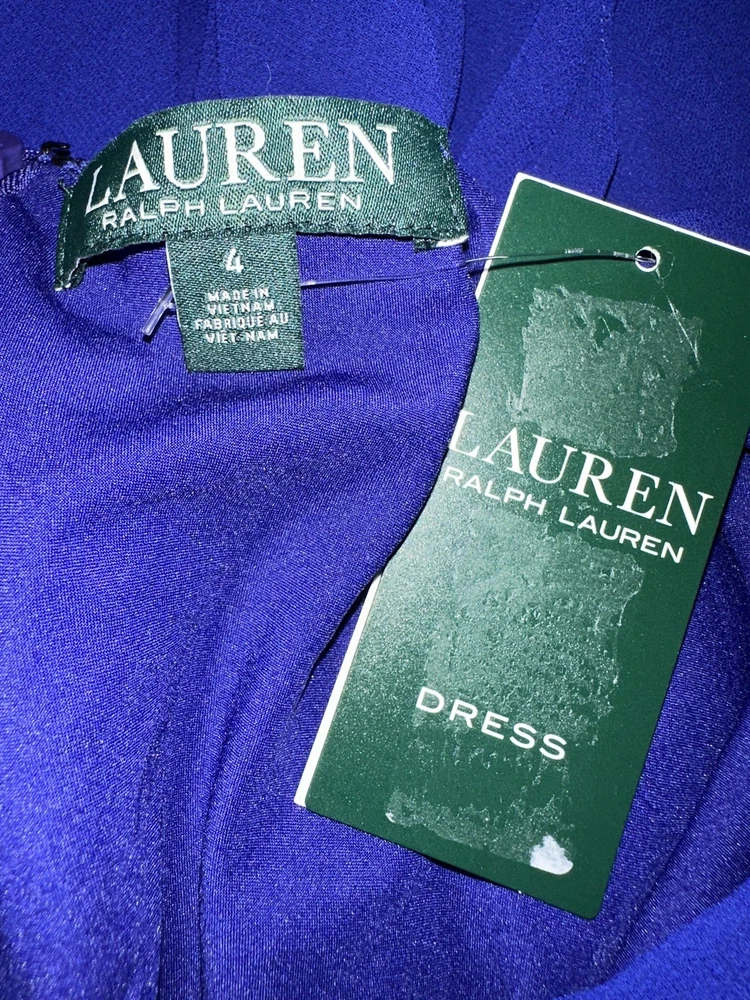 LAUREN
RALPH LAUREN
4
MADE IN
VIETNAM
FABRIQUE AU
VIET-NAM
LAUREN
RALPH LAUREN
DRESS